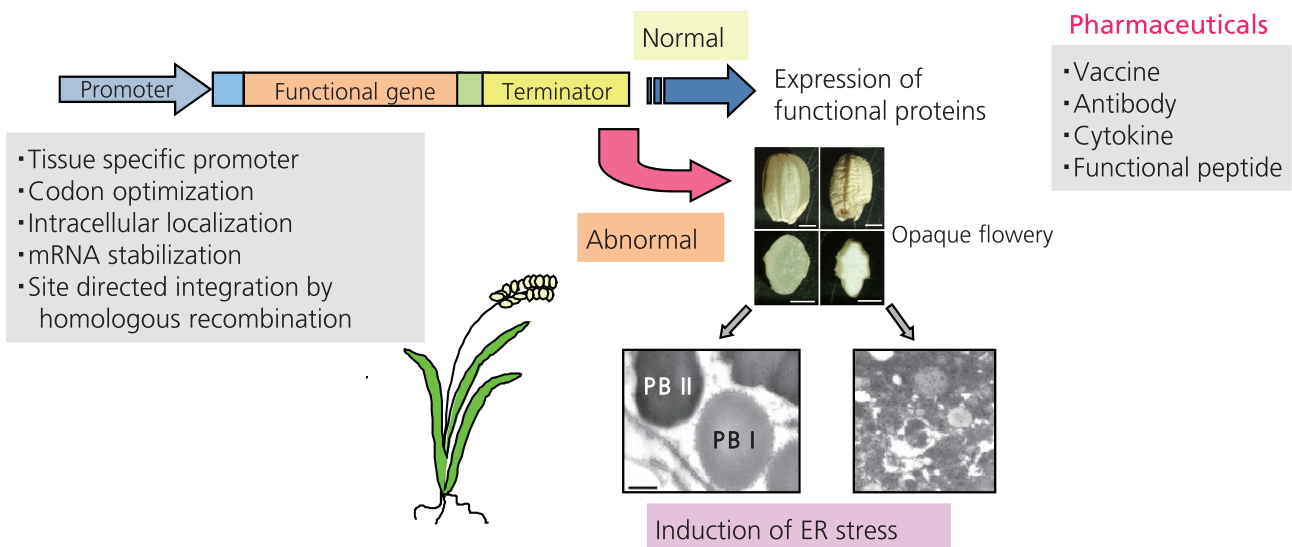 Promoter
Functional gene
Terminator
Normal
Expression of
functional proteins
Pharmaceuticals
・Vaccine
・Antibody
・Cytokine
・Functional peptide
・Tissue specific promoter
・Codon optimization
・Intracellular localization
・mRNA stabilization
・Site directed integration by
homologous recombination
Abnormal
Opaque flowery
PB II
PB I
Induction of ER stress